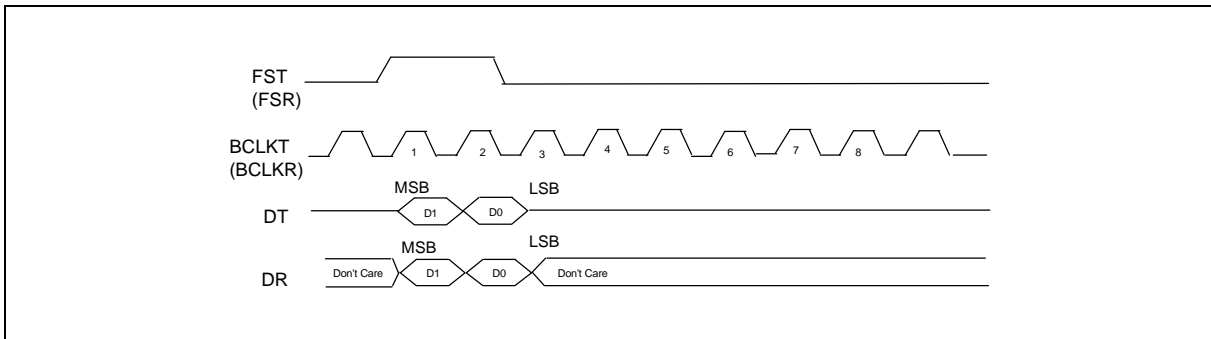 FST
(FSR)
BCLKT
(BCLKR)
1 2 3 4 5 6 7 8
MSB LSB
DT D1 D0
MSB LSB
DR Don't Care D1 D0 Don't Care